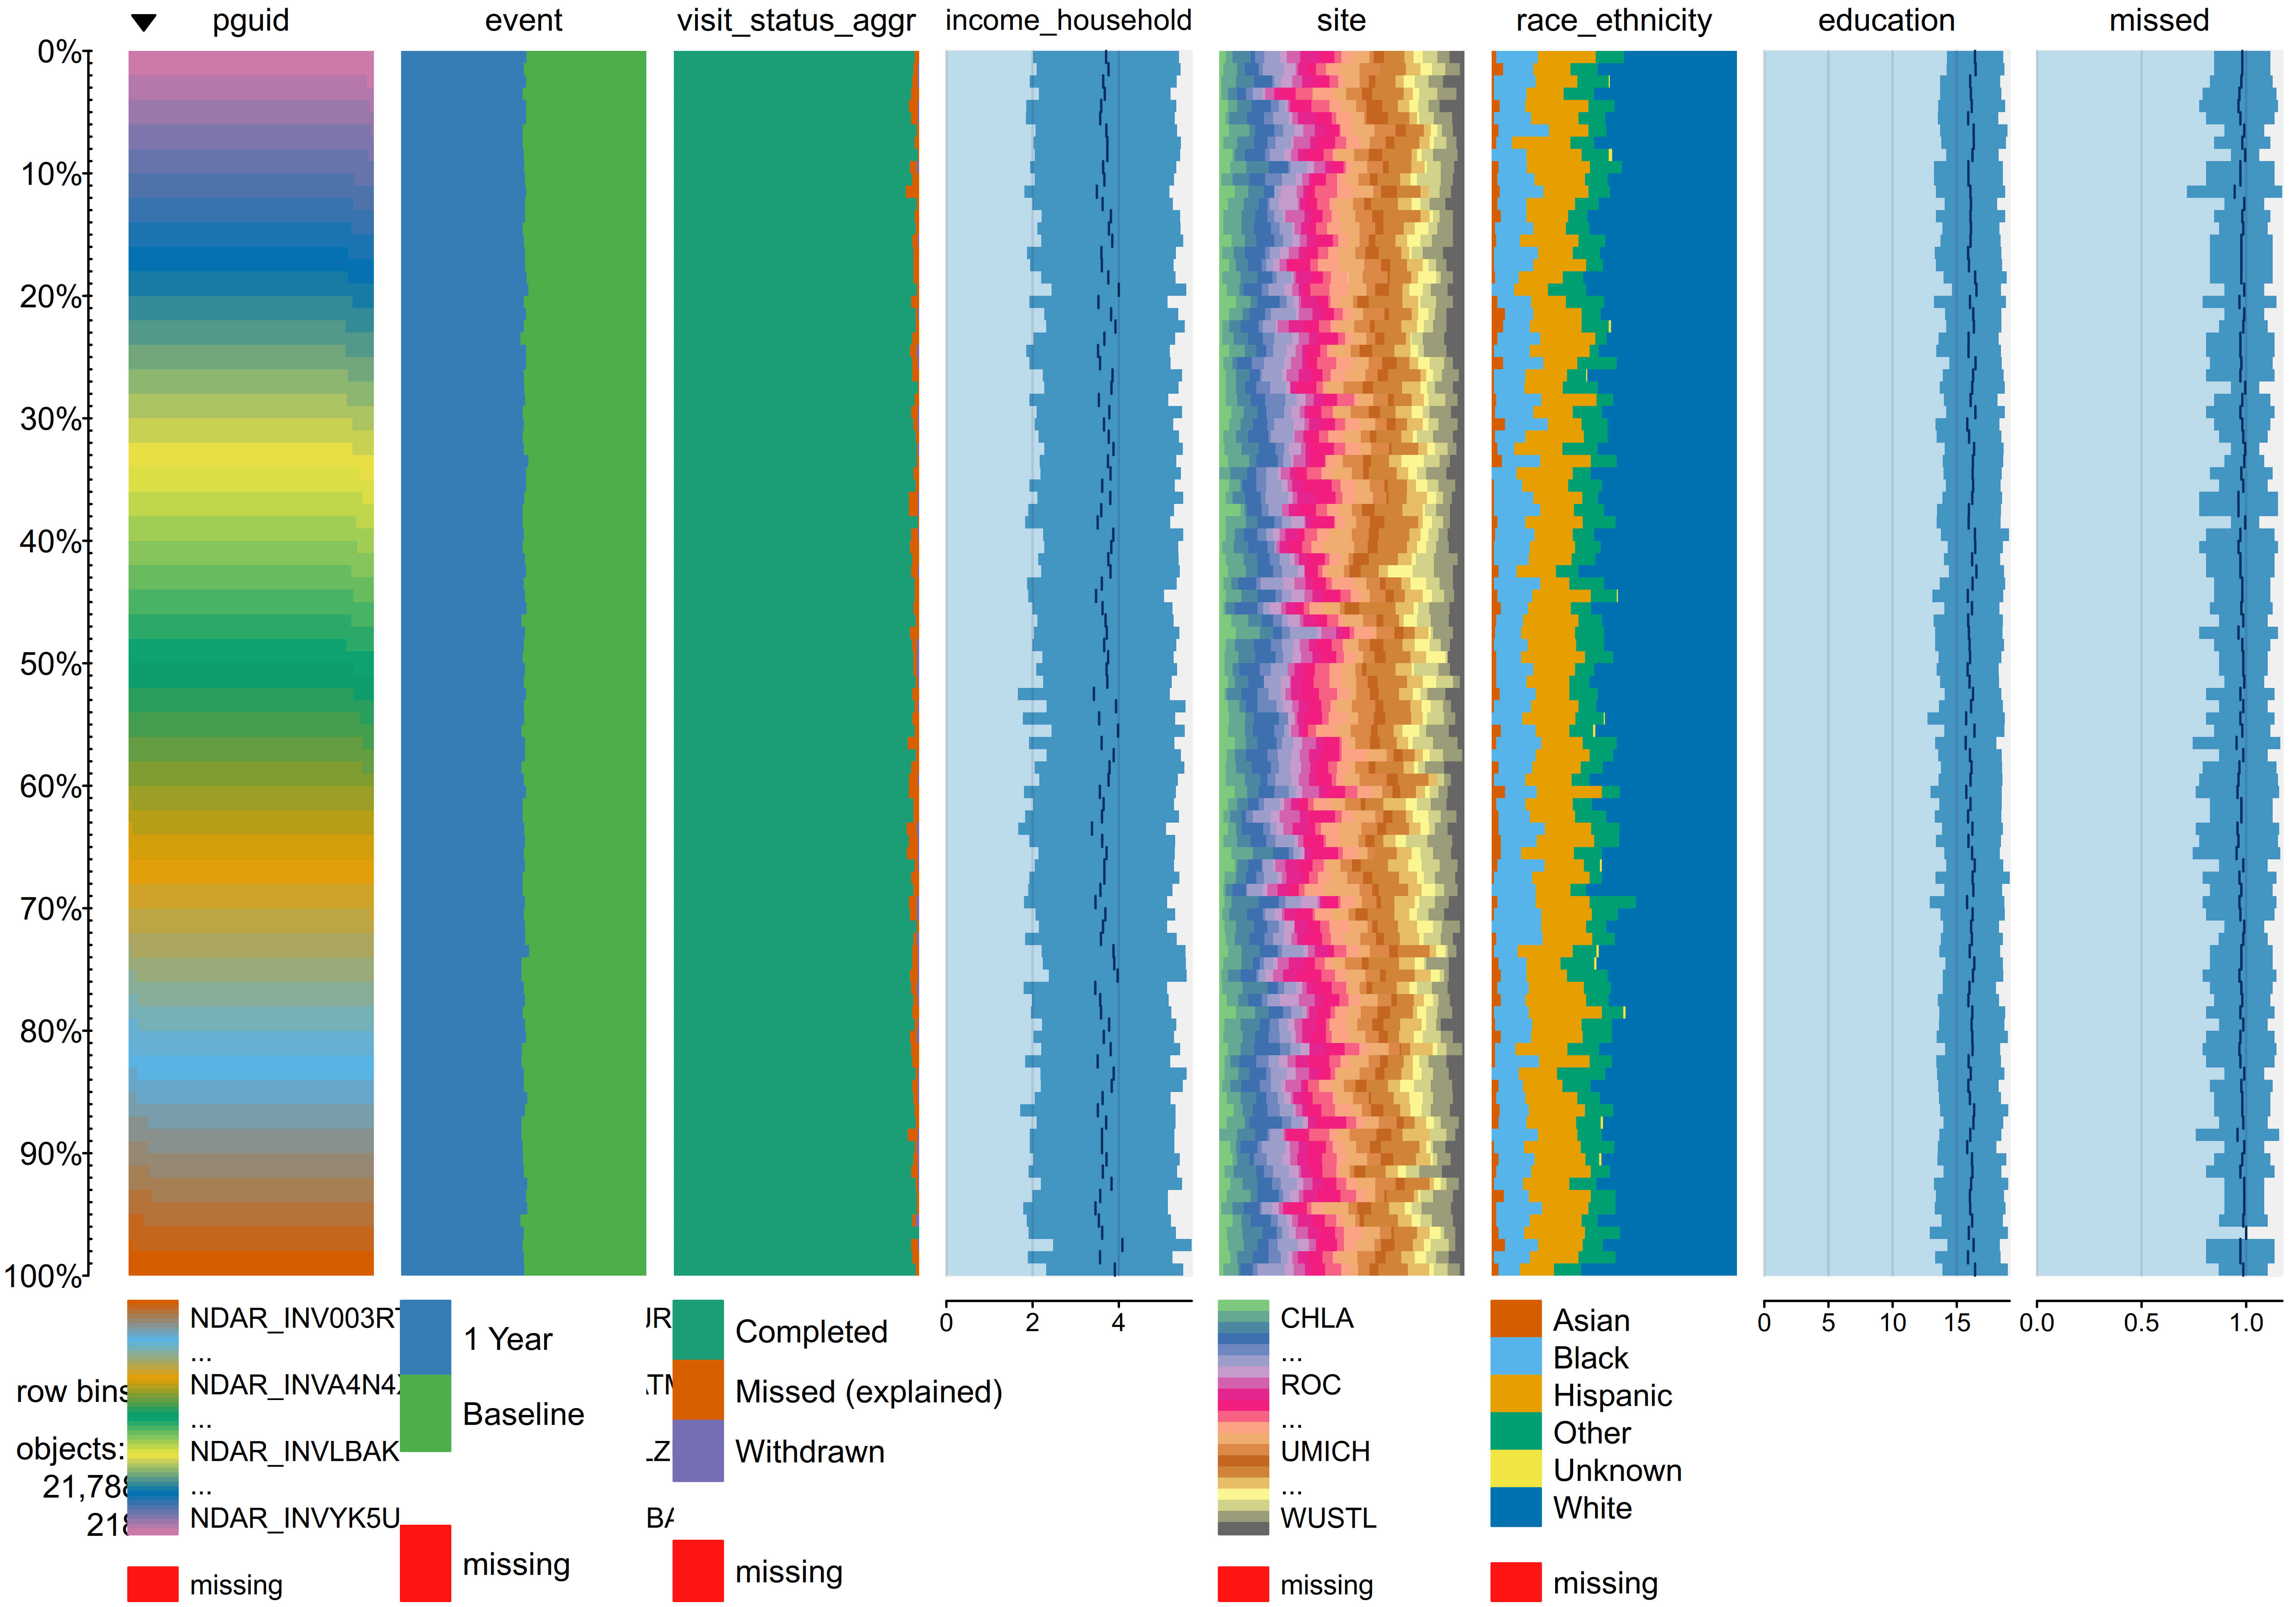 pguid event visit_status_aggr income_household site race_ethnicity education missed
0%
10%
20%
30%
40%
50%
60%
70%
80%
90%
100%
0 2 4
0 5 10 15
0.0 0.5 1.0
row bins
objects:
21,788
218
NDAR_INV003RT
...
NDAR_INVA4N4
...
NDAR_INVLBAK
...
NDAR_INVYK5U
missing
1 Year
Baseline
missing
Completed
Missed (explained)
Withdrawn
missing
CHLA
...
ROC
...
UMICH
...
WUSTL
missing
Asian
Black
Hispanic
Other
Unknown
White
missing